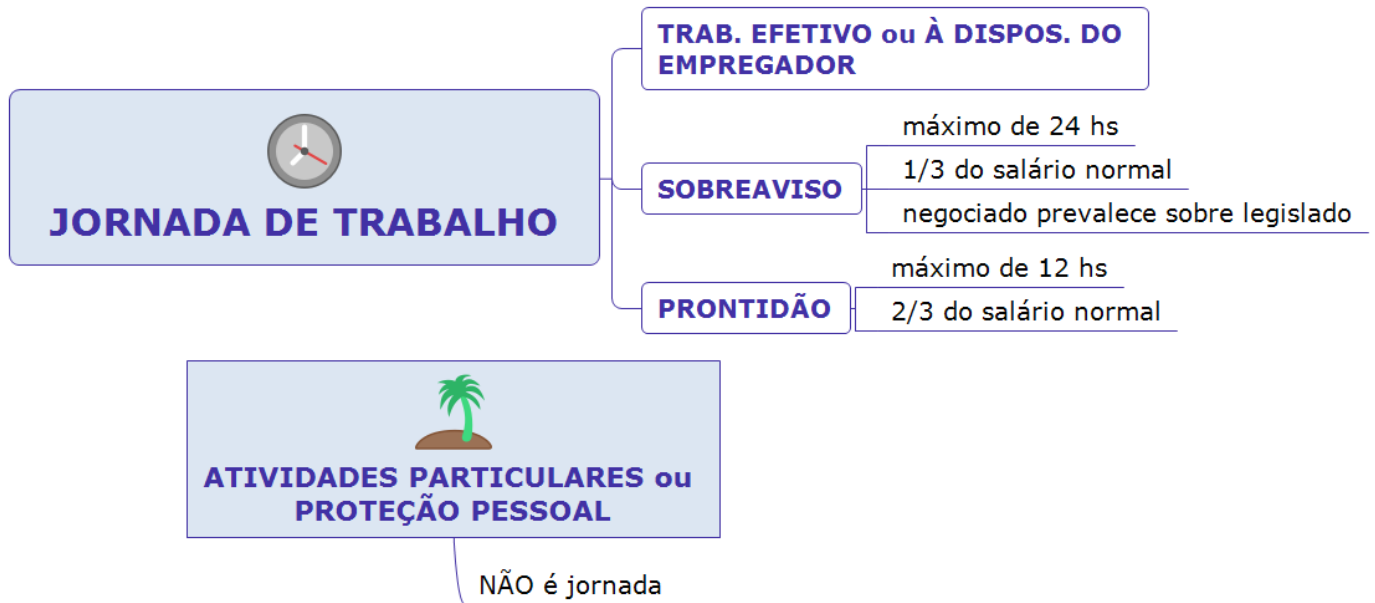 JORNADA DE TRABALHO
TRAB. EFETIVO ou À DISPOS. DO
EMPREGADOR
SOBREAVISO
máximo de 24 hs
1/3 do salário normal
negociado prevalece sobre legislado
PRONTIDÃO
máximo de 12 hs
2/3 do salário normal
ATIVIDADES PARTICULARES ou
PROTEÇÃO PESSOAL
NÃO é jornada